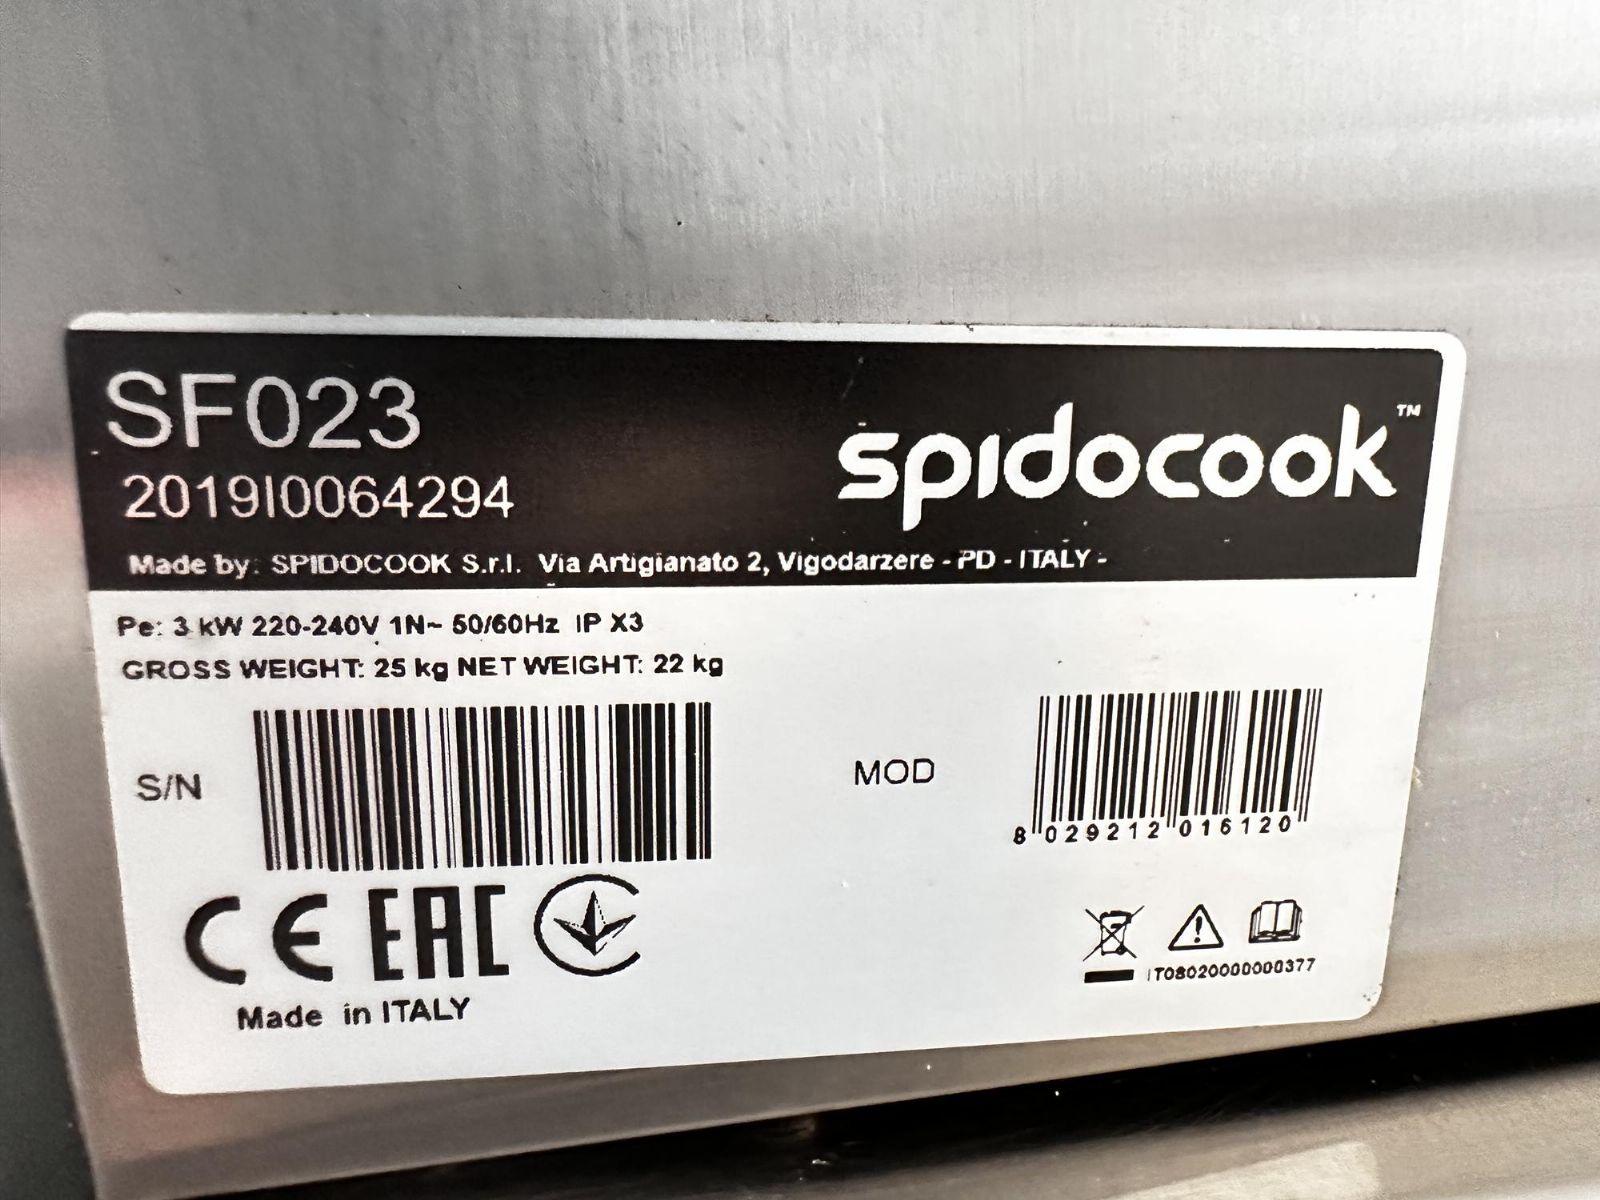 SF023
spidocook™
2019I0064294
Made by: SPIDOCOOK S.r.l. Via Artigianato 2, Vigodarzere - PD - ITALY -
Pe: 3 kW 220-240V 1N~ 50/60Hz IP X3
GROSS WEIGHT: 25 kg NET WEIGHT: 22 kg
S/N
MOD
8 029212 016120
CE EAC
IT08020000000377
Made in ITALY